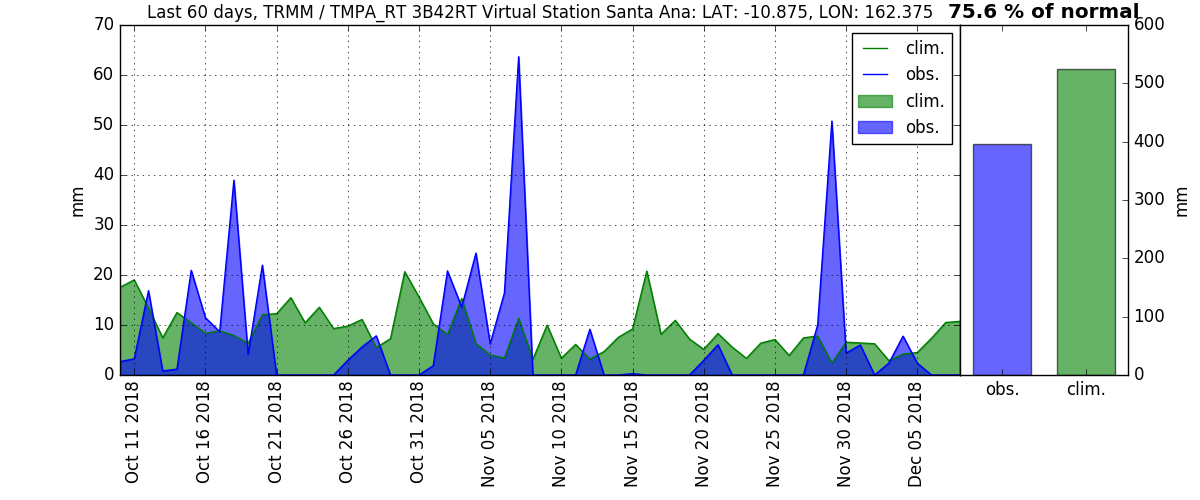 Last 60 days, TRMM / TMPA_RT 3B42RT Virtual Station Santa Ana: LAT: -10.875, LON: 162.375
75.6 % of normal
70
60
50
40
30
20
10
0
mm
clim.
obs.
clim.
obs.
Oct 11 2018
Oct 16 2018
Oct 21 2018
Oct 26 2018
Oct 31 2018
Nov 05 2018
Nov 10 2018
Nov 15 2018
Nov 20 2018
Nov 25 2018
Nov 30 2018
Dec 05 2018
obs.
clim.
600
500
400
300
200
100
0
mm